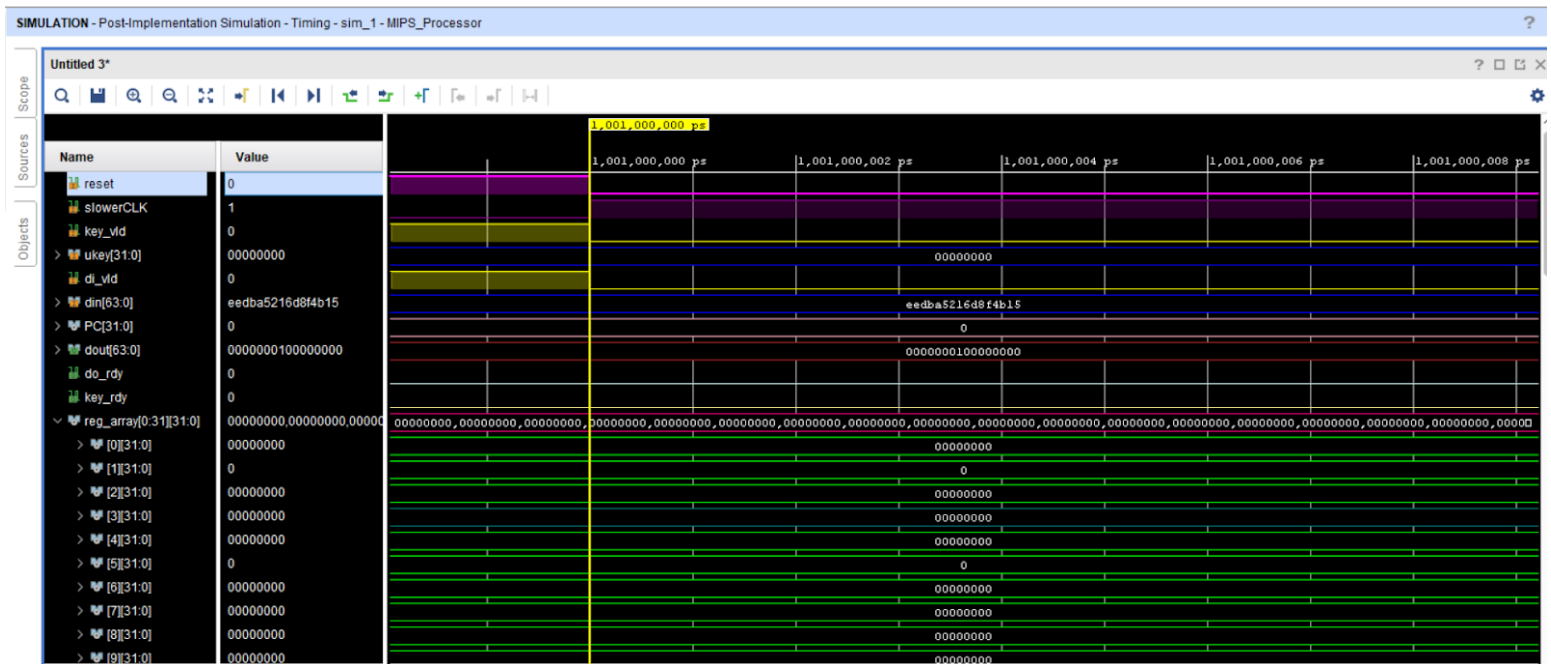 SIMULATION - Post-Implementation Simulation - Timing - sim_1 - MIPS_Processor ?
Untitled 3* ?
Scope
Sources
Objects
1,001,000,000 ps
Name Value 1,001,000,000 ps 1,001,000,002 ps 1,001,000,004 ps 1,001,000,006 ps 1,001,000,008 ps
reset 0
slowerCLK 1
key_vld 0
ukey[31:0] 00000000 00000000
di_vld 0
din[63:0] eedba5216d8f4b15 eedba5216d8f4b15
PC[31:0] 0 0
dout[63:0] 0000000100000000 0000000100000000
do_rdy 0
key_rdy 0
reg_array[0:31][31:0] 00000000,00000000,00000 00000000,00000000,00000000,00000000,00000000,00000000,00000000,00000000,00000000,00000000,00000000,00000000,00000000,00000000,00000000,0000
[0][31:0] 00000000 00000000
[1][31:0] 0 0
[2][31:0] 00000000 00000000
[3][31:0] 00000000 00000000
[4][31:0] 00000000 00000000
[5][31:0] 0 0
[6][31:0] 00000000 00000000
[7][31:0] 00000000 00000000
[8][31:0] 00000000 00000000
[9][31:0] 00000000 00000000